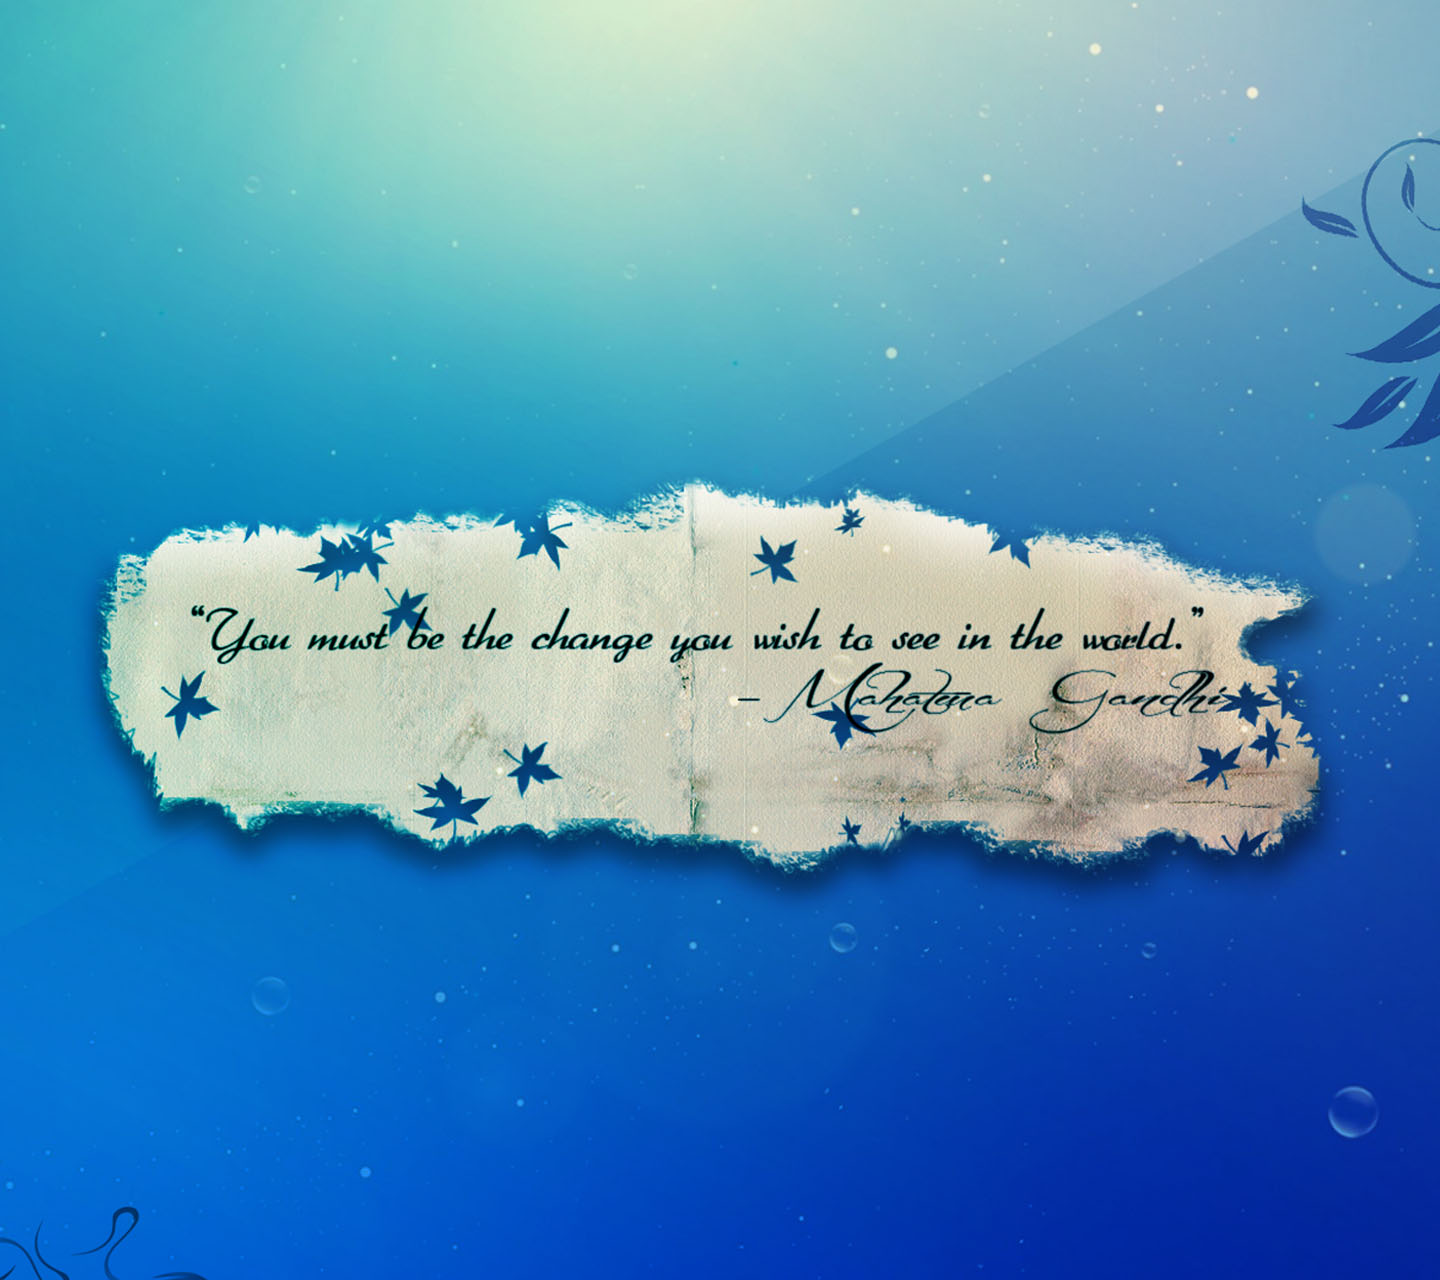 “You must be the change you wish to see in the world.”
– Mahatma Gandhi